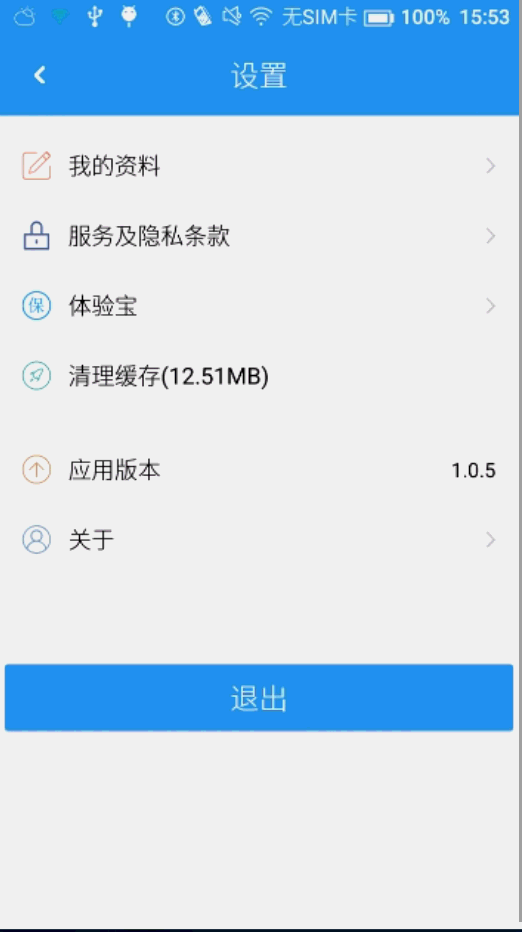 无SIM卡 100% 15:53
设置
我的资料
服务及隐私条款
保 体验宝
清理缓存(12.51MB)
应用版本 1.0.5
关于
退出